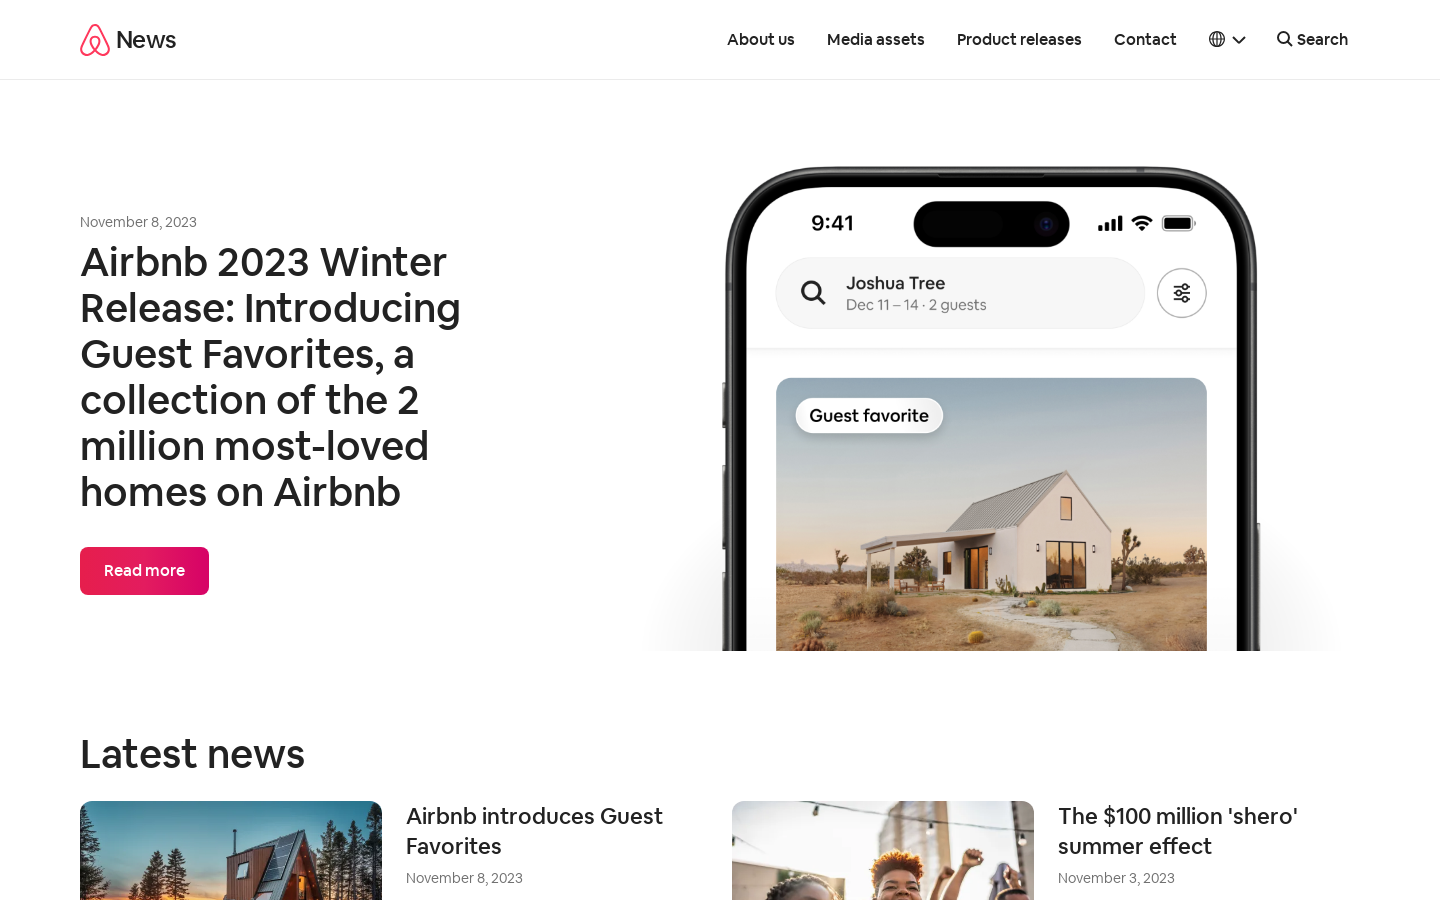 News
About us
Media assets
Product releases
Contact
Search
November 8, 2023
Airbnb 2023 Winter
Release: Introducing
Guest Favorites, a
collection of the 2
million most-loved
homes on Airbnb
Read more
9:41
Joshua Tree
Dec 11 – 14 · 2 guests
Guest favorite
Latest news
Airbnb introduces Guest
Favorites
November 8, 2023
The $100 million 'shero'
summer effect
November 3, 2023